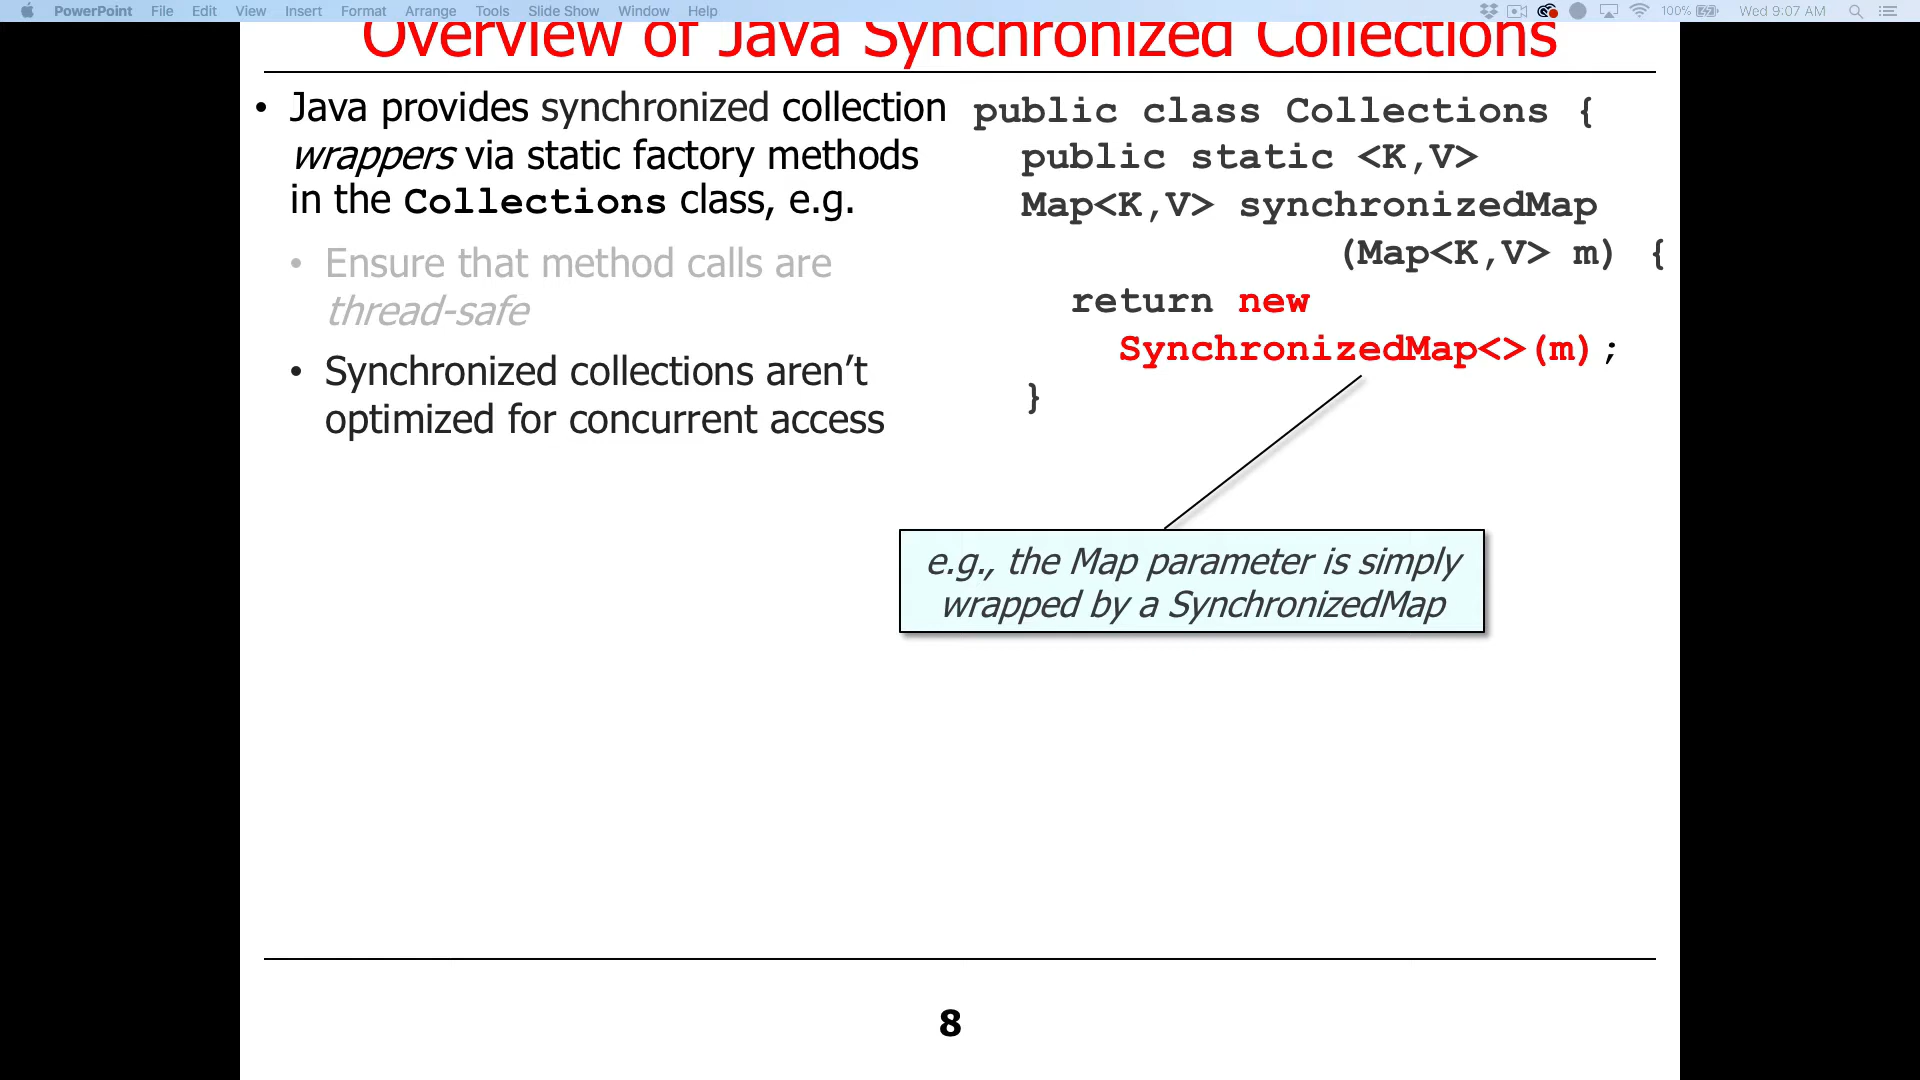 PowerPoint File Edit View Insert Format Arrange Tools Slide Show Window Help 100% Wed 9:07 AM
Overview of Java Synchronized Collections
• Java provides synchronized collection
wrappers via static factory methods
in the Collections class, e.g.
• Ensure that method calls are
thread-safe
• Synchronized collections aren’t
optimized for concurrent access
public class Collections {
public static <K,V>
Map<K,V> synchronizedMap
(Map<K,V> m) {
return new
SynchronizedMap<>(m);
}
e.g., the Map parameter is simply
wrapped by a SynchronizedMap
8